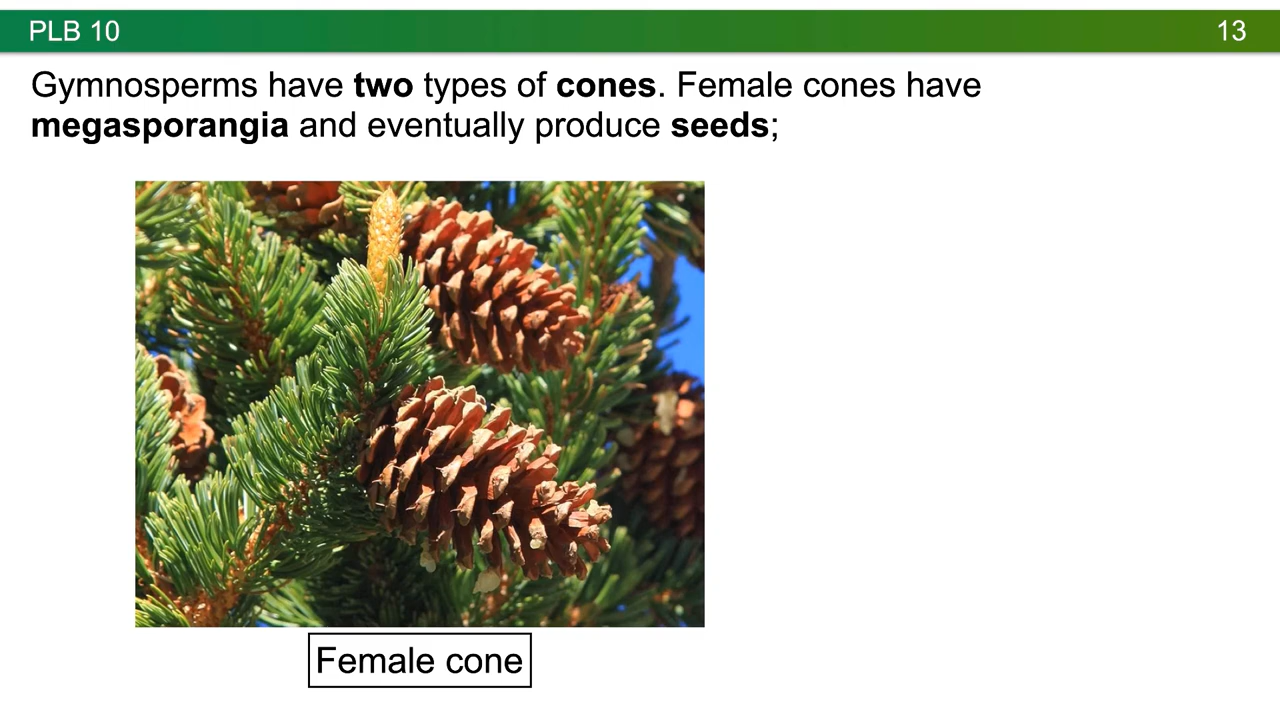 PLB 10
13
Gymnosperms have two types of cones. Female cones have
megasporangia and eventually produce seeds;
Female cone